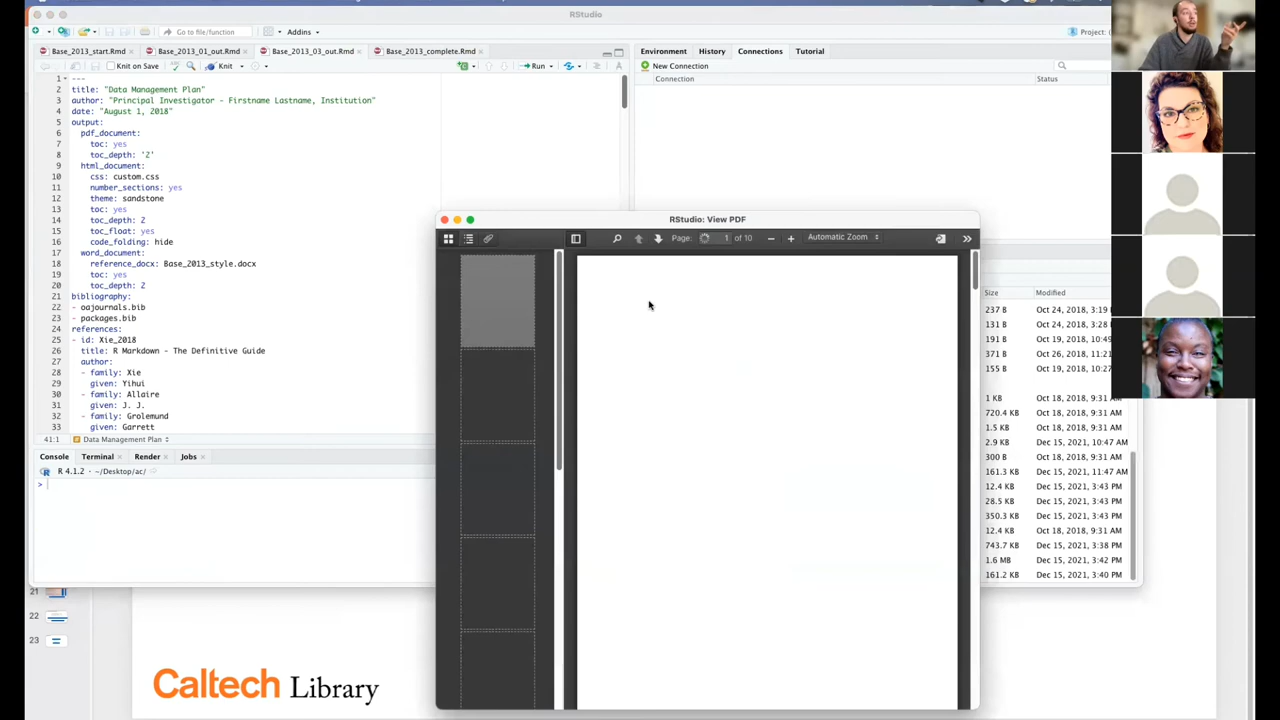 RStudio
Go to file/function
Addins
Project: (
Base_2013_start.Rmd
Base_2013_01_out.Rmd
Base_2013_03_out.Rmd
Base_2013_complete.Rmd
Knit on Save
Knit
Run
1 ---
2 title: "Data Management Plan"
3 author: "Principal Investigator - Firstname Lastname, Institution"
4 date: "August 1, 2018"
5 output:
6 pdf_document:
7 toc: yes
8 toc_depth: '2'
9 html_document:
10 css: custom.css
11 number_sections: yes
12 theme: sandstone
13 toc: yes
14 toc_depth: 2
15 toc_float: yes
16 code_folding: hide
17 word_document:
18 reference_docx: Base_2013_style.docx
19 toc: yes
20 toc_depth: 2
21 bibliography:
22 - oajournals.bib
23 - packages.bib
24 references:
25 - id: Xie_2018
26 title: R Markdown - The Definitive Guide
27 author:
28 - family: Xie
29 given: Yihui
30 - family: Allaire
31 given: J. J.
32 - family: Grolemund
33 given: Garrett
41:1 Data Management Plan
Console Terminal Render Jobs
R 4.1.2 · ~/Desktop/ac/
>
Environment History Connections Tutorial
New Connection
Connection Status
RStudio: View PDF
Page: 1 of 10
Automatic Zoom
Size Modified
237 B Oct 24, 2018, 3:19
131 B Oct 24, 2018, 3:28
191 B Oct 19, 2018, 10:49
371 B Oct 26, 2018, 11:21
155 B Oct 19, 2018, 10:42
1 KB Oct 18, 2018, 9:31 AM
720.4 KB Oct 18, 2018, 9:31 AM
1.5 KB Oct 18, 2018, 9:31 AM
2.9 KB Dec 15, 2021, 10:47 AM
300 B Oct 18, 2018, 9:31 AM
161.3 KB Dec 15, 2021, 11:47 AM
12.4 KB Dec 15, 2021, 3:43 PM
28.5 KB Dec 15, 2021, 3:43 PM
350.3 KB Dec 15, 2021, 3:43 PM
12.4 KB Oct 18, 2018, 9:31 AM
743.7 KB Dec 15, 2021, 3:38 PM
1.6 MB Dec 15, 2021, 3:42 PM
161.2 KB Dec 15, 2021, 3:40 PM
21
22
23
Caltech Library